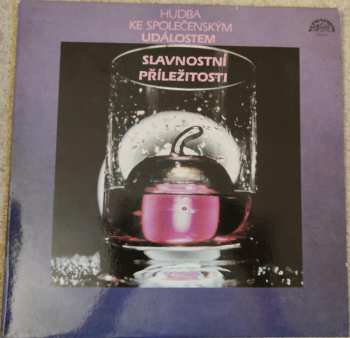 HUDBA
KE SPOLEČENSKÝM
UDÁLOSTEM
SLAVNOSTNÍ
PŘÍLEŽITOSTI